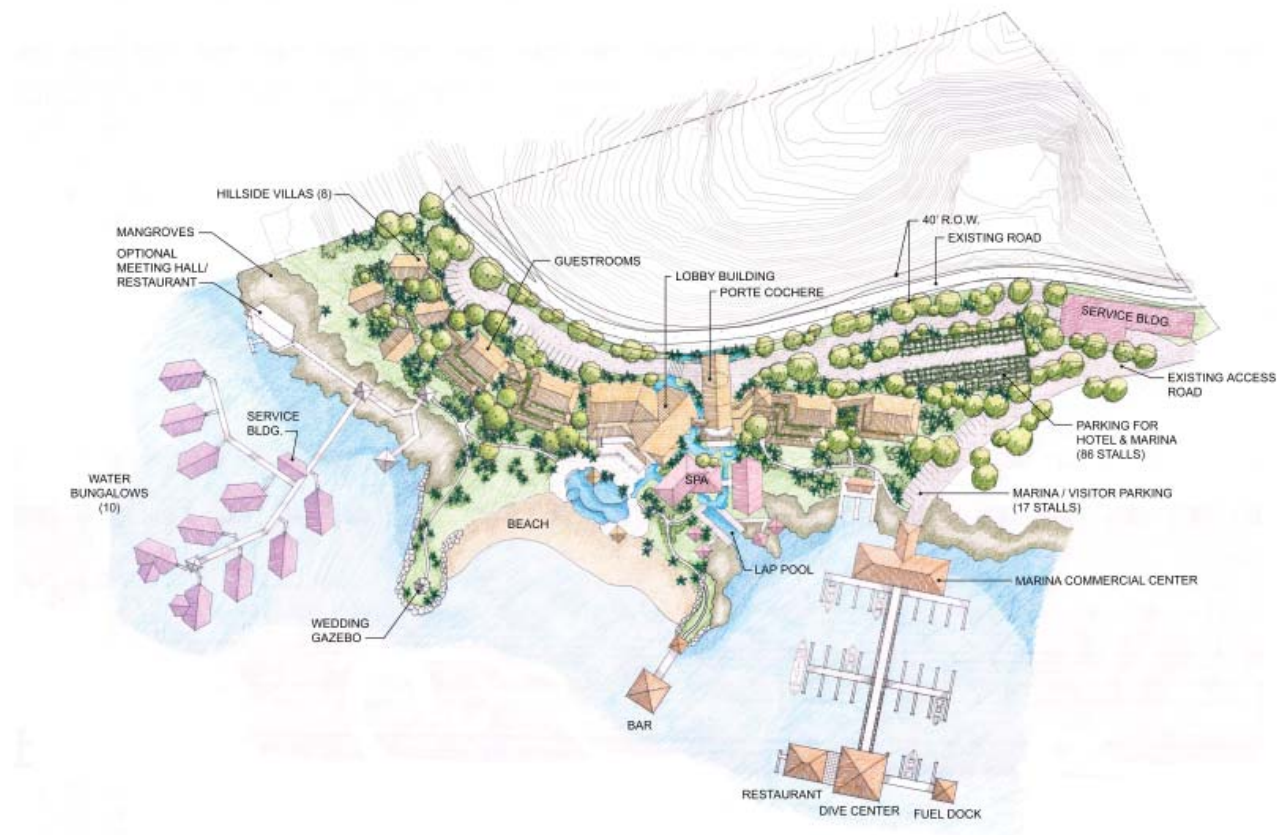 HILLSIDE VILLAS (8)
MANGROVES
OPTIONAL
MEETING HALL/
RESTAURANT
GUESTROOMS
LOBBY BUILDING
PORTE COCHERE
40' R.O.W.
EXISTING ROAD
SERVICE BLDG.
EXISTING ACCESS
ROAD
PARKING FOR
HOTEL & MARINA
(86 STALLS)
MARINA / VISITOR PARKING
(17 STALLS)
SERVICE
BLDG.
WATER
BUNGALOWS
(10)
SPA
BEACH
LAP POOL
MARINA COMMERCIAL CENTER
WEDDING
GAZEBO
BAR
RESTAURANT
DIVE CENTER
FUEL DOCK